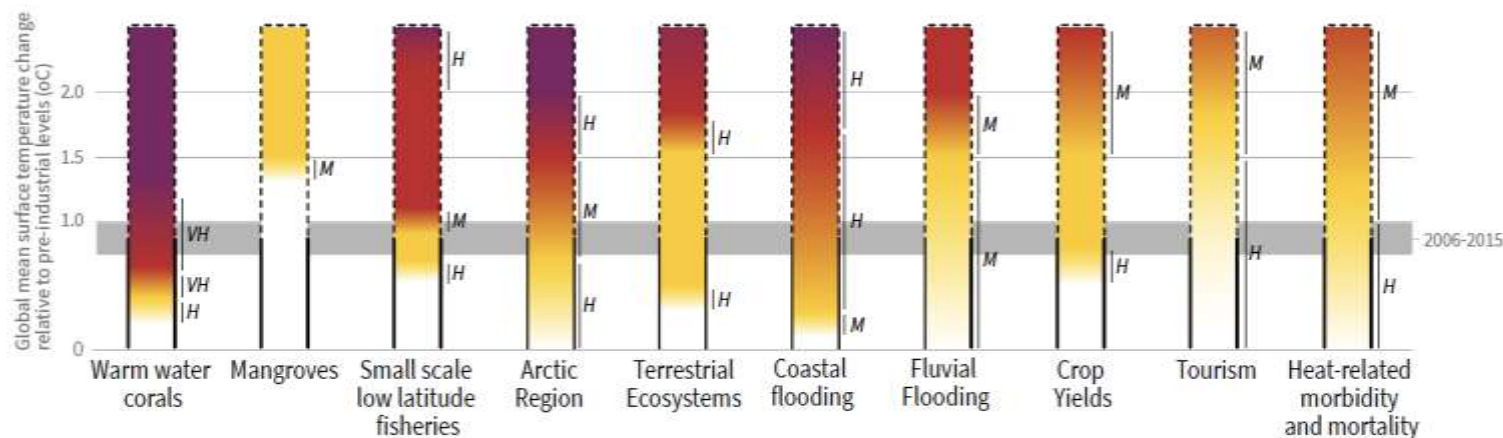 Global mean surface temperature change
relative to pre-industrial levels (oC)
2.0
1.5
1.0
0
H
M
H
H
M
H
M
M
VH
M
H
M
H
2006-2015
VH
H
H
H
H
M
H
H
H
M
Warm water
corals
Mangroves
Small scale
low latitude
fisheries
Arctic
Region
Terrestrial
Ecosystems
Coastal
flooding
Fluvial
Flooding
Crop
Yields
Tourism
Heat-related
morbidity
and mortality